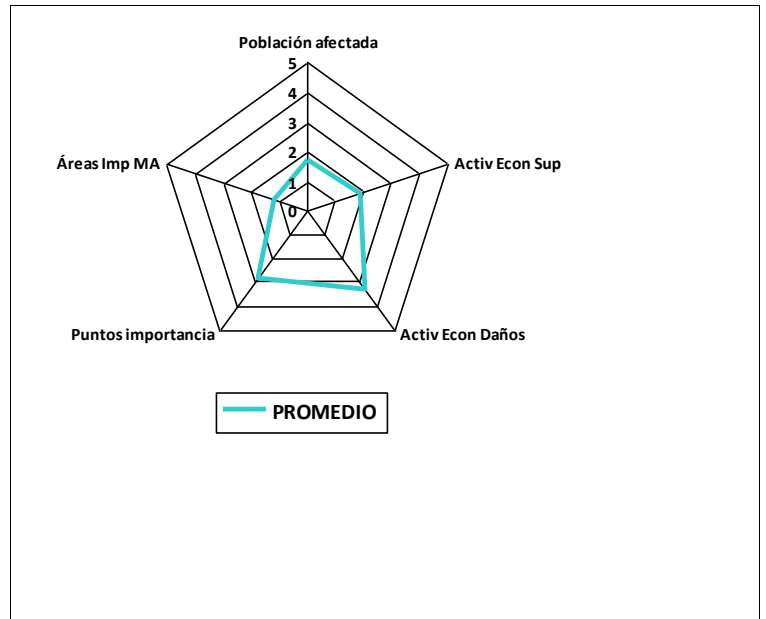 Población afectada
5
4
3
2
1
0
Áreas Imp MA
Activ Econ Sup
Puntos importancia
Activ Econ Daños
PROMEDIO